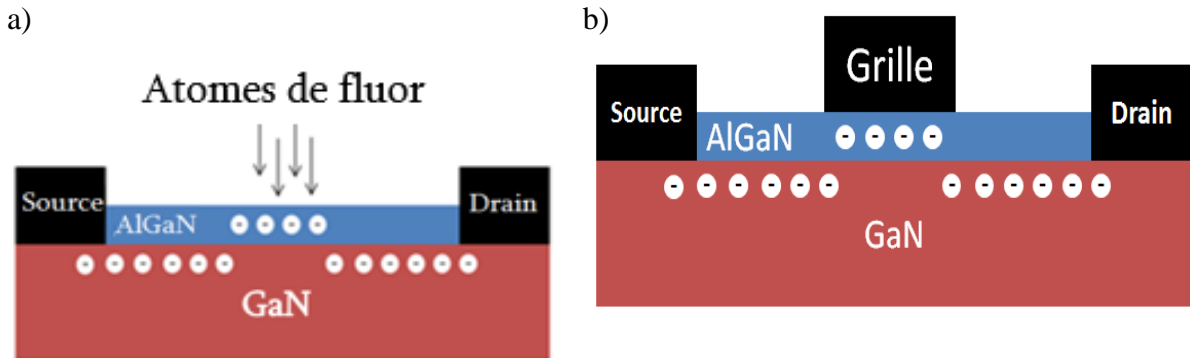 a)
Atomes de fluor
Source
AlGaN
Drain
GaN
b)
Grille
Source
AlGaN
Drain
GaN